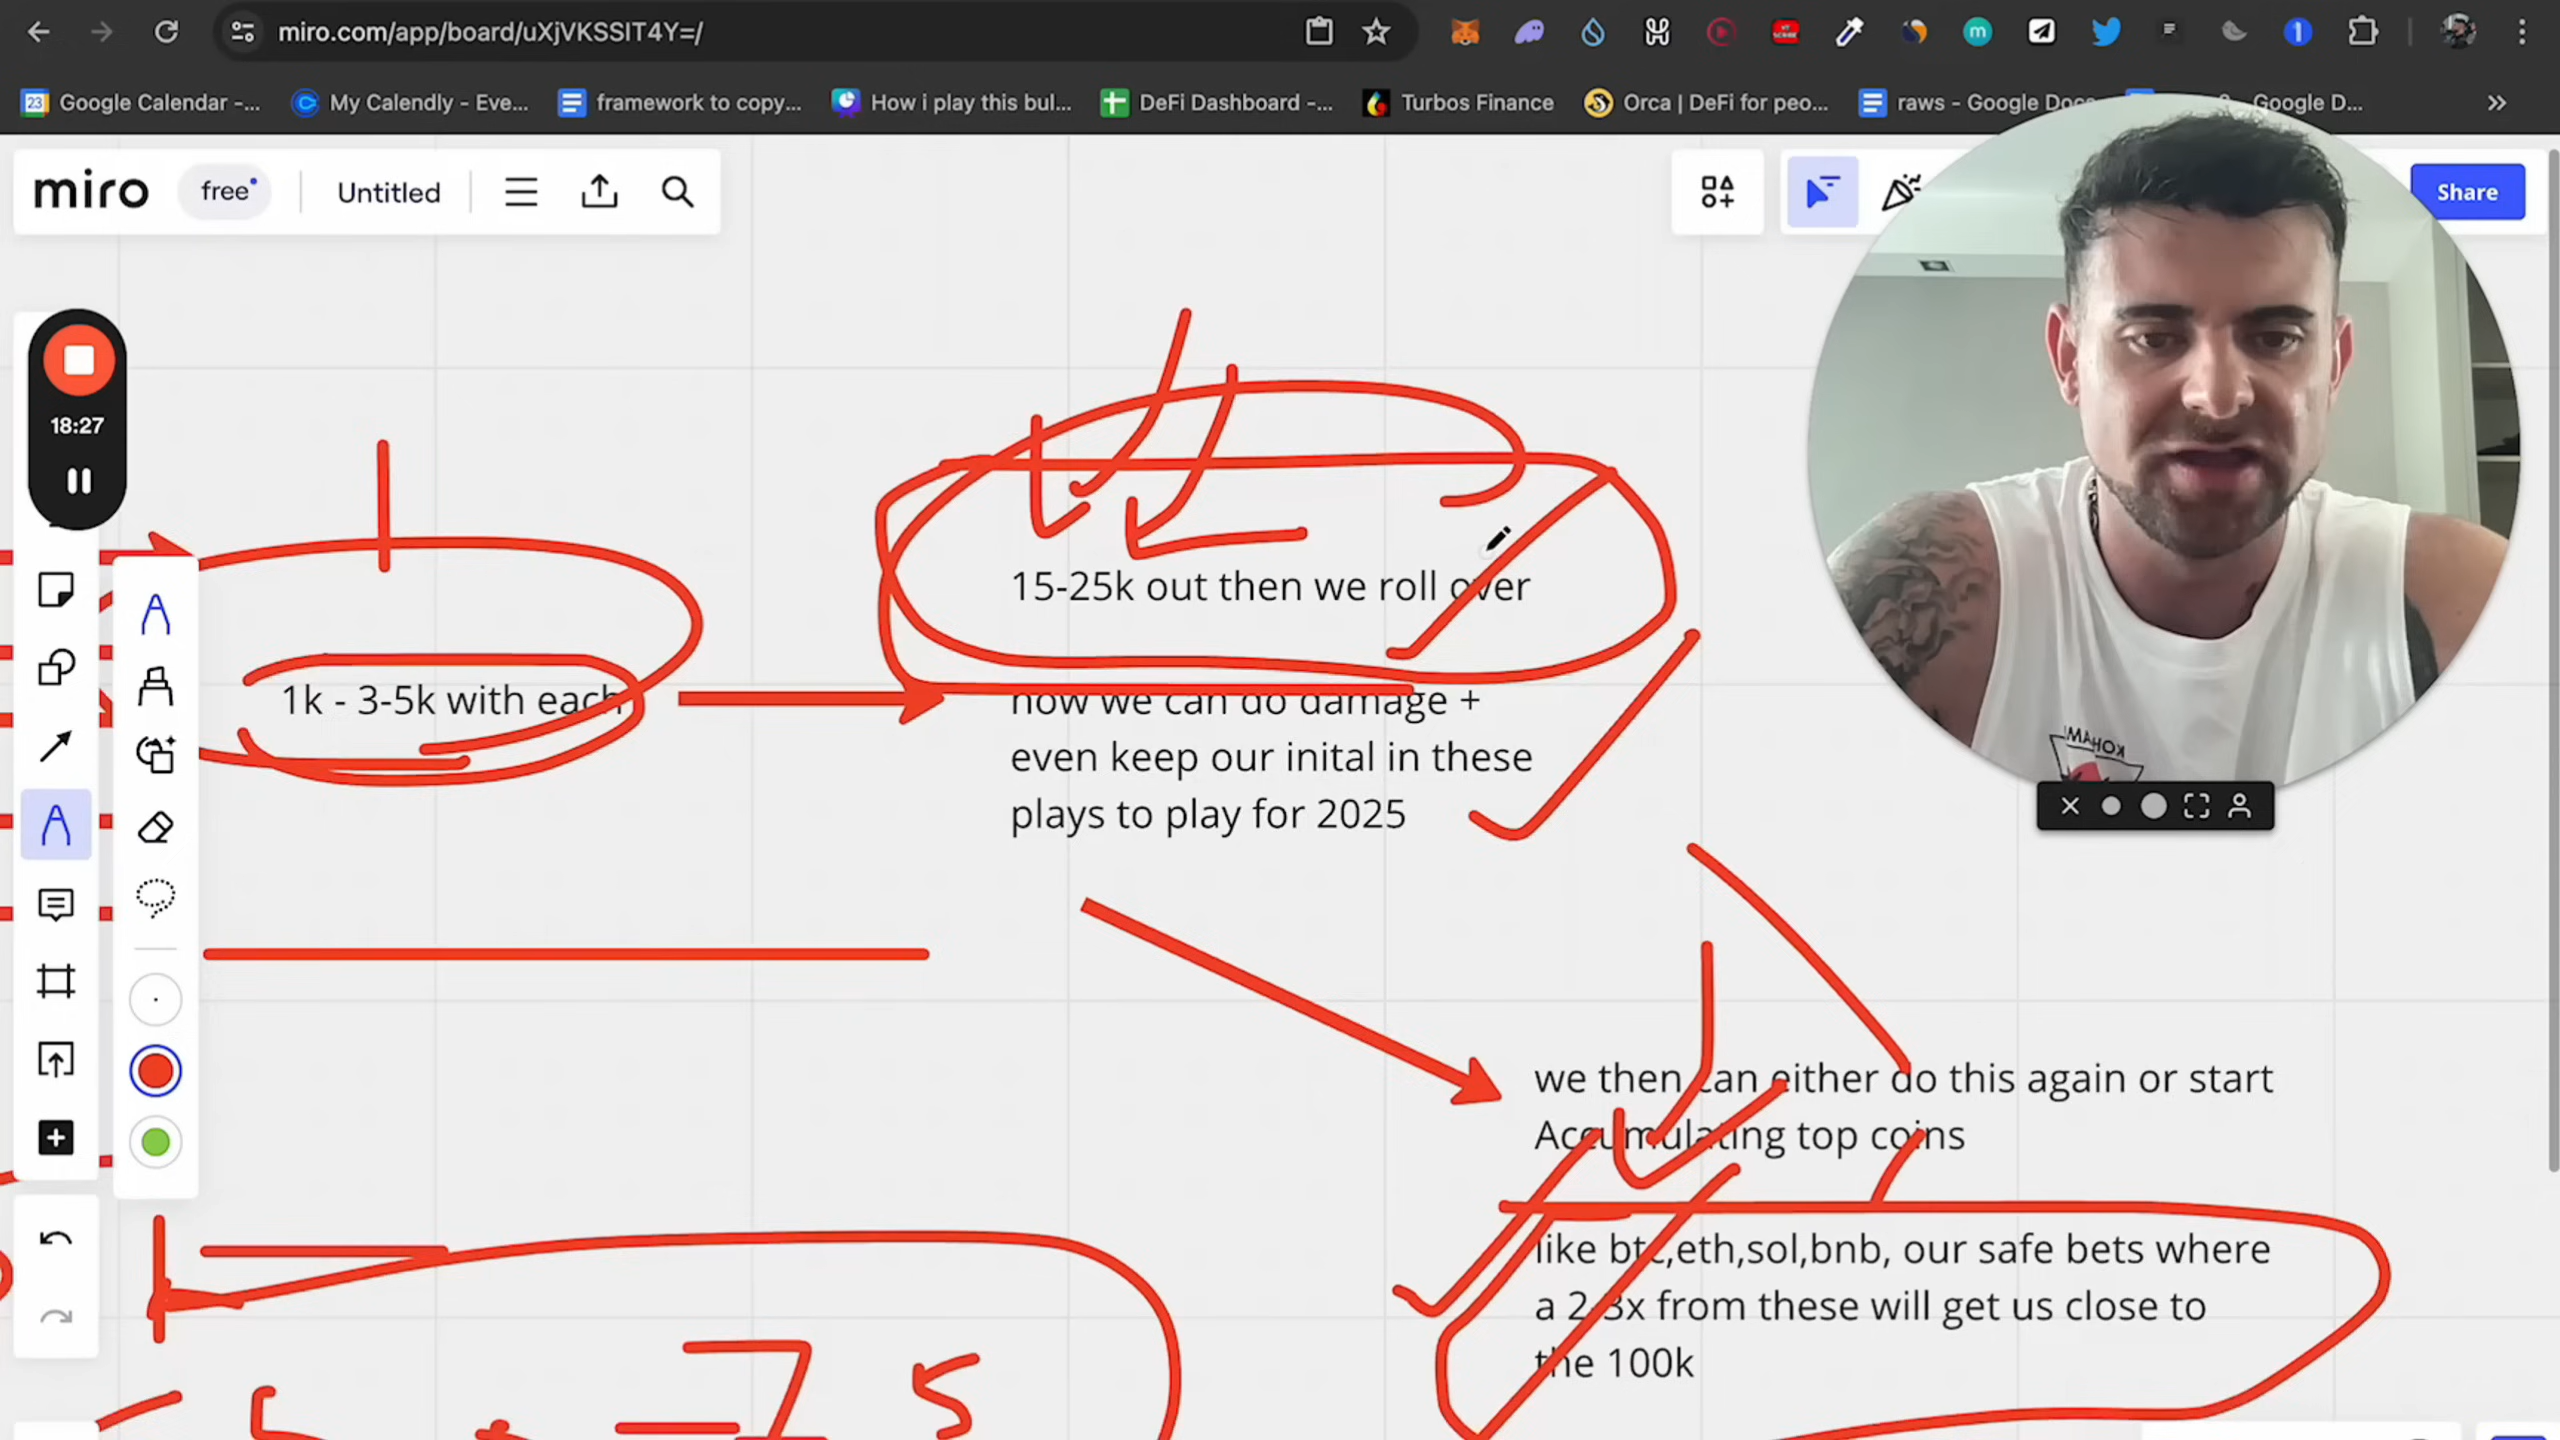 miro.com/app/board/uXjVKSSIT4Y=/
Google Calendar -...
My Calendly - Eve...
framework to copy...
How i play this bul...
DeFi Dashboard -...
Turbos Finance
Orca | DeFi for peo...
raws - Google Docs
Google D...
miro
free
Untitled
Share
18:27
15-25k out then we roll over
1k - 3-5k with each
now we can do damage +
even keep our inital in these
plays to play for 2025
we then can either do this again or start
Accumulating top coins
like btc,eth,sol,bnb, our safe bets where
a 2-3x from these will get us close to
the 100k
7 5